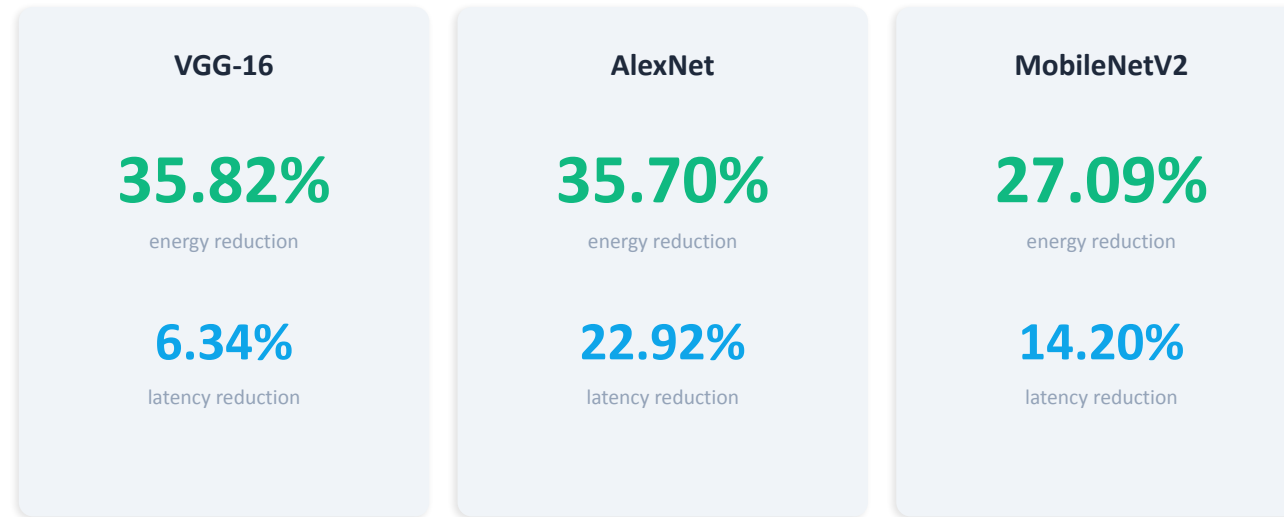 VGG-16
35.82%
energy reduction
6.34%
latency reduction
AlexNet
35.70%
energy reduction
22.92%
latency reduction
MobileNetV2
27.09%
energy reduction
14.20%
latency reduction